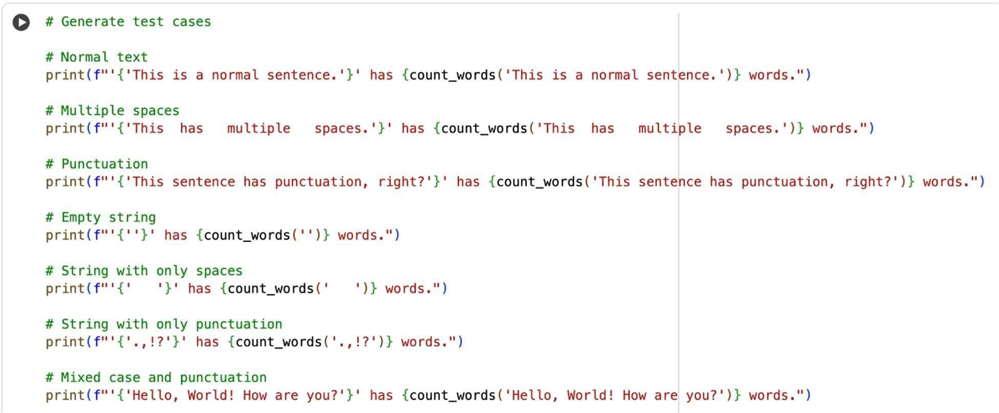 # Generate test cases
# Normal text
print(f"'{'This is a normal sentence.'}' has {count_words('This is a normal sentence.')} words.")
# Multiple spaces
print(f"'{'This  has   multiple   spaces.'}' has {count_words('This  has   multiple   spaces.')} words.")
# Punctuation
print(f"'{'This sentence has punctuation, right?'}' has {count_words('This sentence has punctuation, right?')} words.")
# Empty string
print(f"'{''}' has {count_words('')} words.")
# String with only spaces
print(f"'{'   '}' has {count_words('   ')} words.")
# String with only punctuation
print(f"'{'.,!?'}' has {count_words('.,!?')} words.")
# Mixed case and punctuation
print(f"'{'Hello, World! How are you?'}' has {count_words('Hello, World! How are you?')} words.")